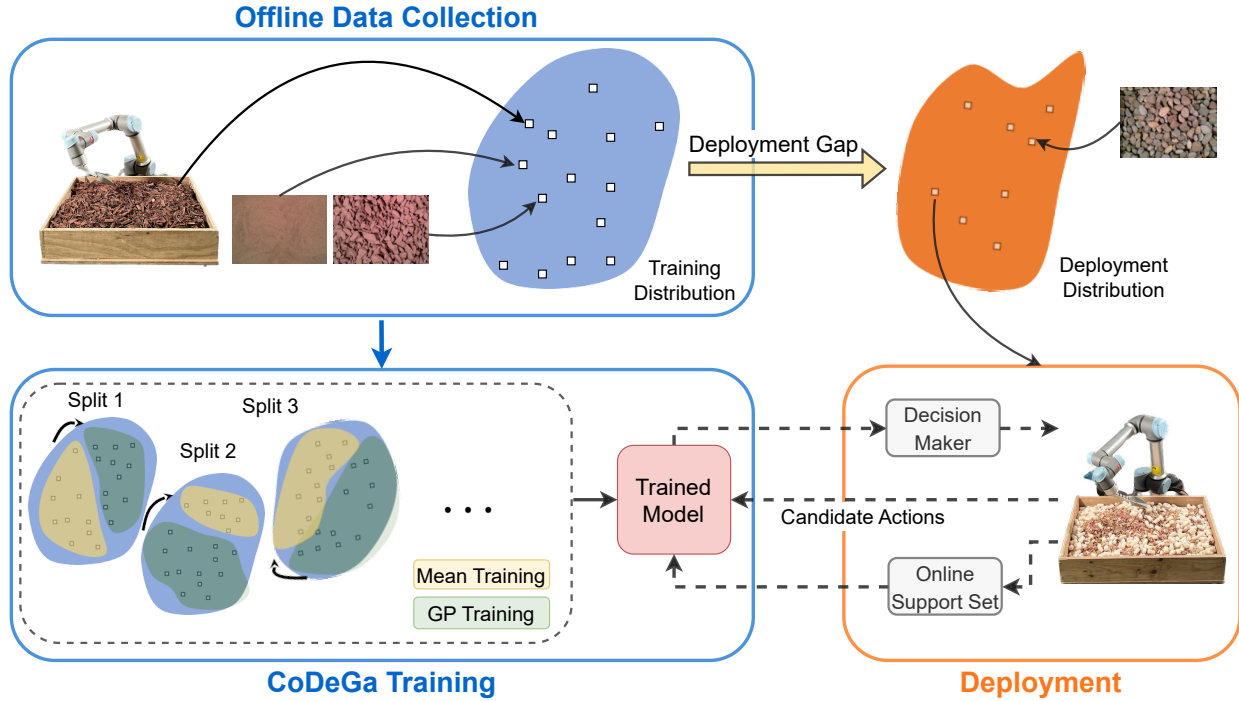 Offline Data Collection
Deployment Gap
Training
Distribution
Deployment
Distribution
Split 1
Split 2
Split 3
. . .
Mean Training
GP Training
Trained
Model
Decision
Maker
Candidate Actions
Online
Support Set
CoDeGa Training
Deployment